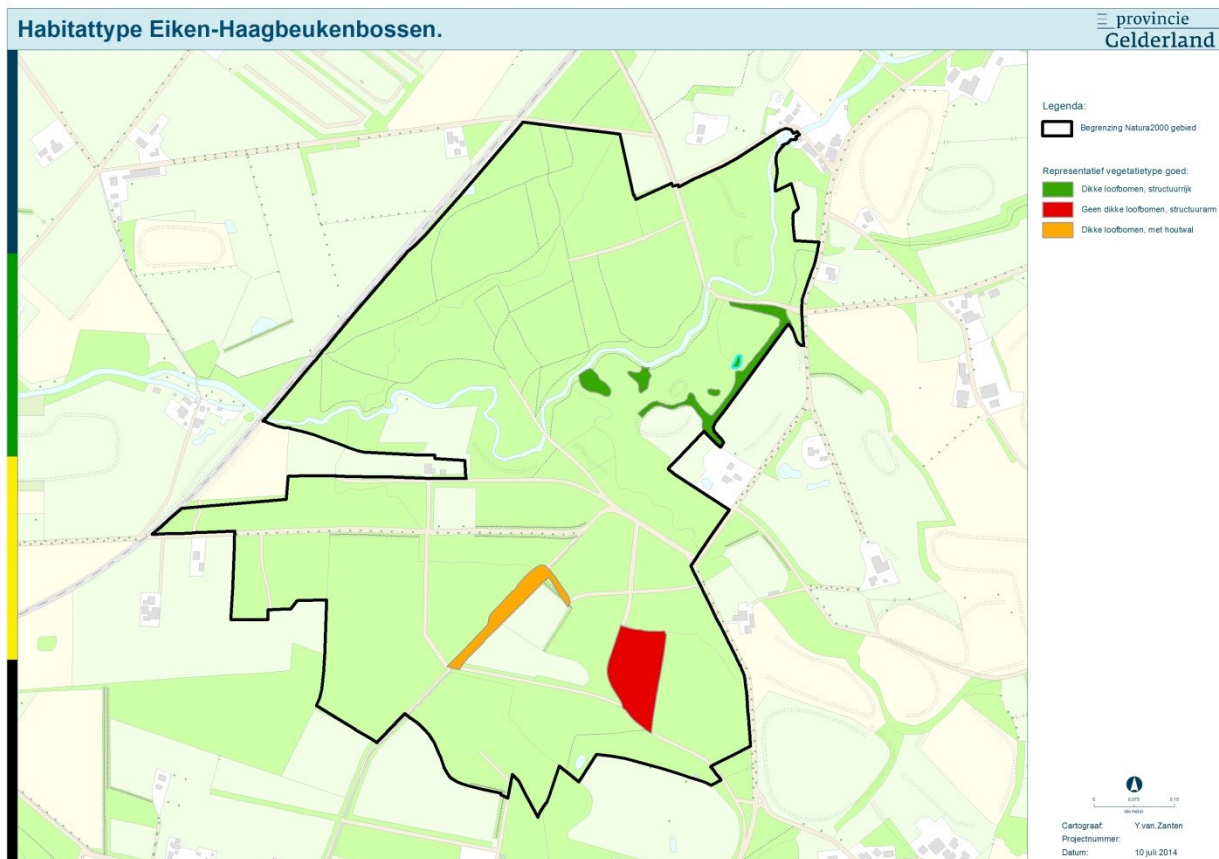 Habitattype Eiken-Haagbeukenbossen.
provincie
Gelderland
Legenda:
Begrenzing Natura2000 gebied
Representatief vegetatietype goed:
Dikke loofbomen, structuurrijk
Geen dikke loofbomen, structuurarm
Dikke loofbomen, met houtwal
0 0.075 0.15
kilometer
Cartograaf: Y.van.Zanten
Projectnummer:
Datum: 10 juli 2014